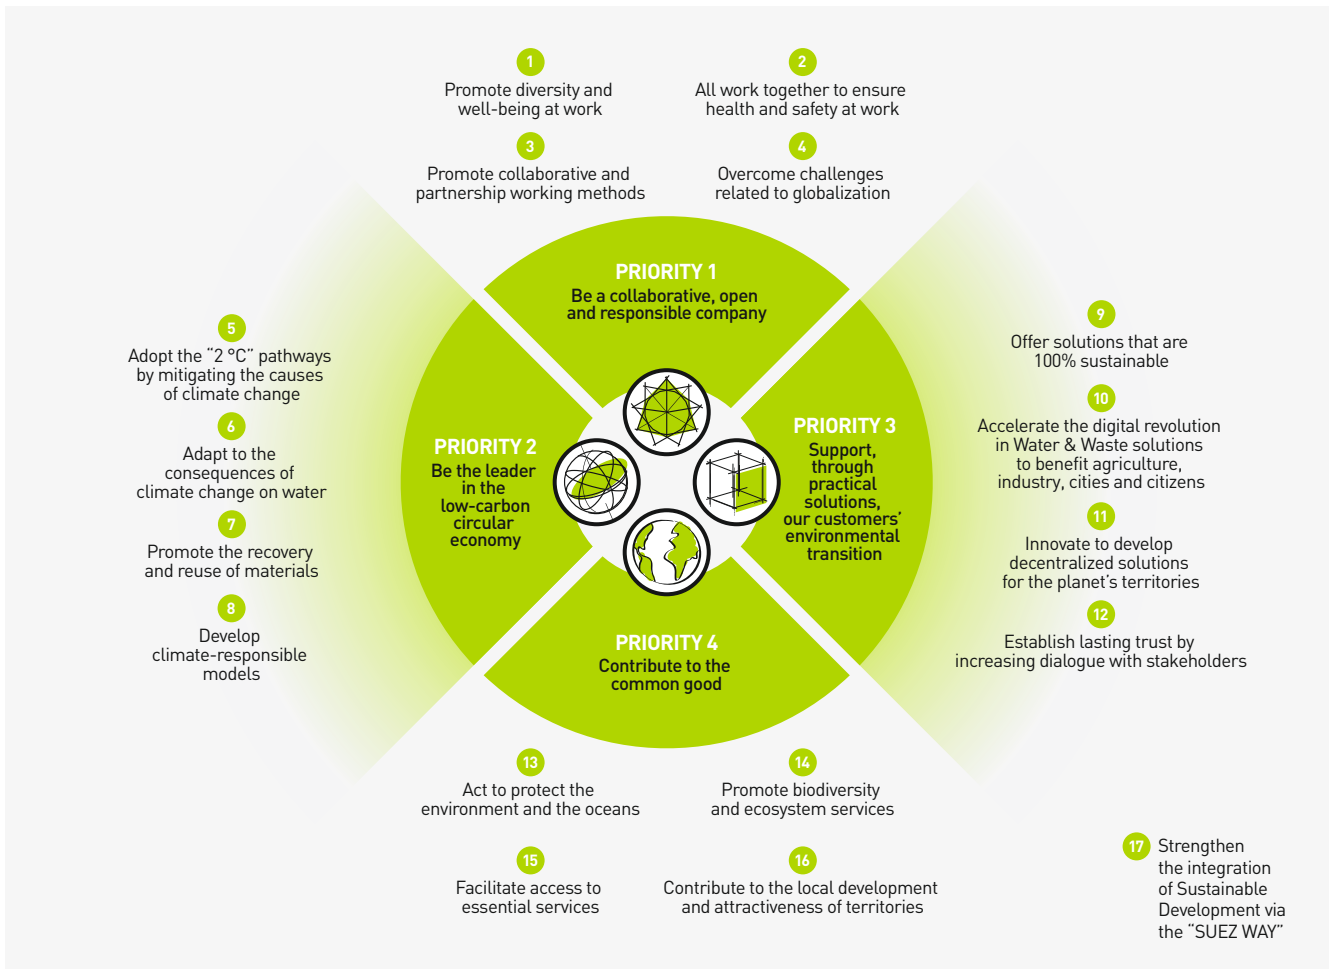 1
Promote diversity and
well-being at work
2
All work together to ensure
health and safety at work
3
Promote collaborative and
partnership working methods
4
Overcome challenges
related to globalization
PRIORITY 1
Be a collaborative, open
and responsible company
5
Adopt the “2 °C” pathways
by mitigating the causes
of climate change
6
Adapt to the
consequences of
climate change on water
7
Promote the recovery
and reuse of materials
8
Develop
climate-responsible
models
PRIORITY 2
Be the leader
in the
low-carbon
circular
economy
PRIORITY 3
Support,
through
practical
solutions,
our customers’
environmental
transition
9
Offer solutions that are
100% sustainable
10
Accelerate the digital revolution
in Water & Waste solutions
to benefit agriculture,
industry, cities and citizens
11
Innovate to develop
decentralized solutions
for the planet’s territories
12
Establish lasting trust by
increasing dialogue with stakeholders
PRIORITY 4
Contribute to the
common good
13
Act to protect the
environment and the oceans
14
Promote biodiversity
and ecosystem services
15
Facilitate access to
essential services
16
Contribute to the local development
and attractiveness of territories
17 Strengthen
the integration
of Sustainable
Development via
the “SUEZ WAY”